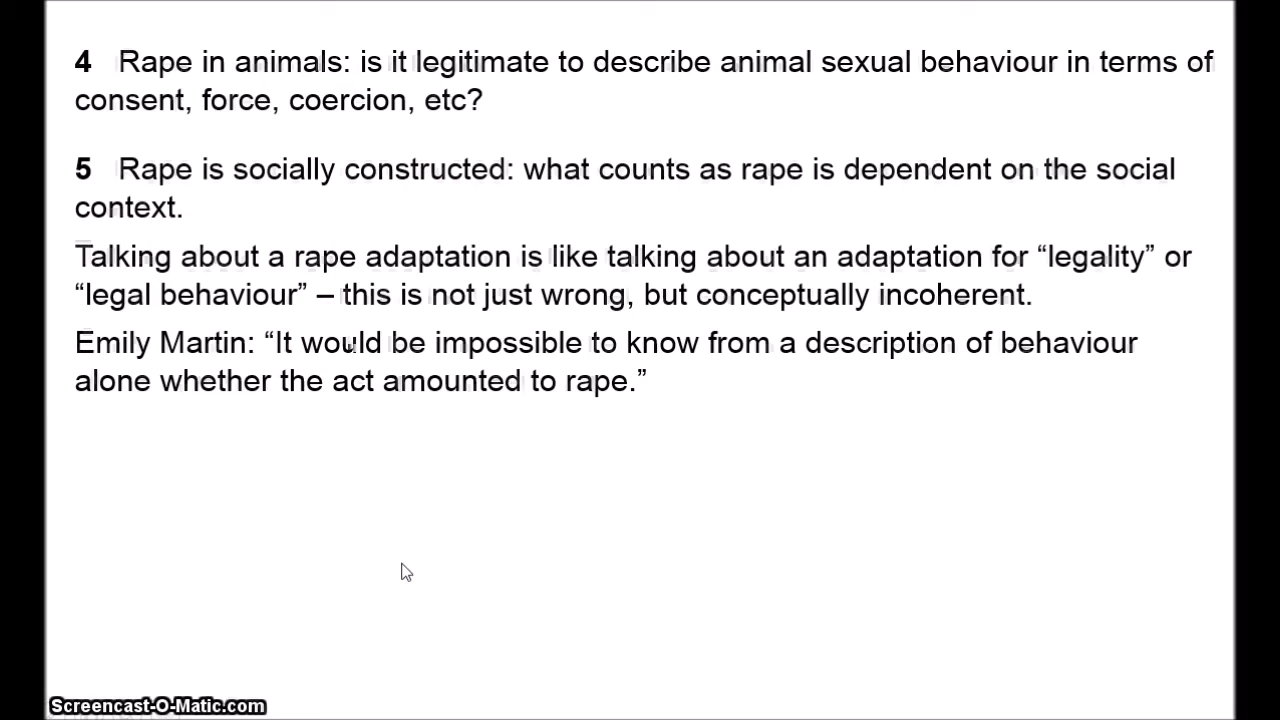 4 Rape in animals: is it legitimate to describe animal sexual behaviour in terms of
consent, force, coercion, etc?
5 Rape is socially constructed: what counts as rape is dependent on the social
context.
Talking about a rape adaptation is like talking about an adaptation for “legality” or
“legal behaviour” – this is not just wrong, but conceptually incoherent.
Emily Martin: “It would be impossible to know from a description of behaviour
alone whether the act amounted to rape.”
Screencast-O-Matic.com